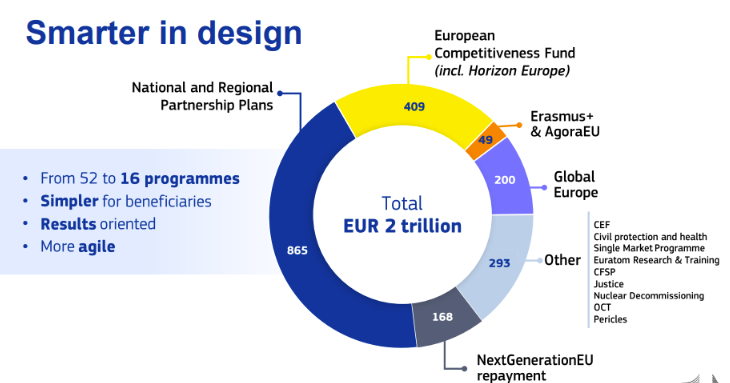 Smarter in design
European
Competitiveness Fund
(incl. Horizon Europe)
National and Regional
Partnership Plans
409
Erasmus+
& AgoraEU
49
• From 52 to 16 programmes
• Simpler for beneficiaries
• Results oriented
• More agile
Total
EUR 2 trillion
200
Global
Europe
865
293
Other
CEF
Civil protection and health
Single Market Programme
Euratom Research & Training
CFSP
Justice
Nuclear Decommissioning
OCT
Pericles
168
NextGenerationEU
repayment